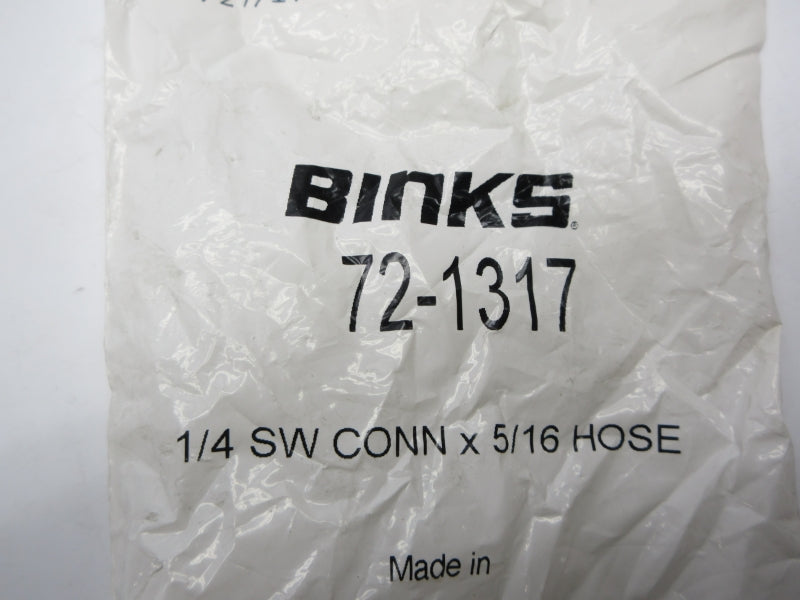 BINKS®
72-1317
1/4 SW CONN x 5/16 HOSE
Made in